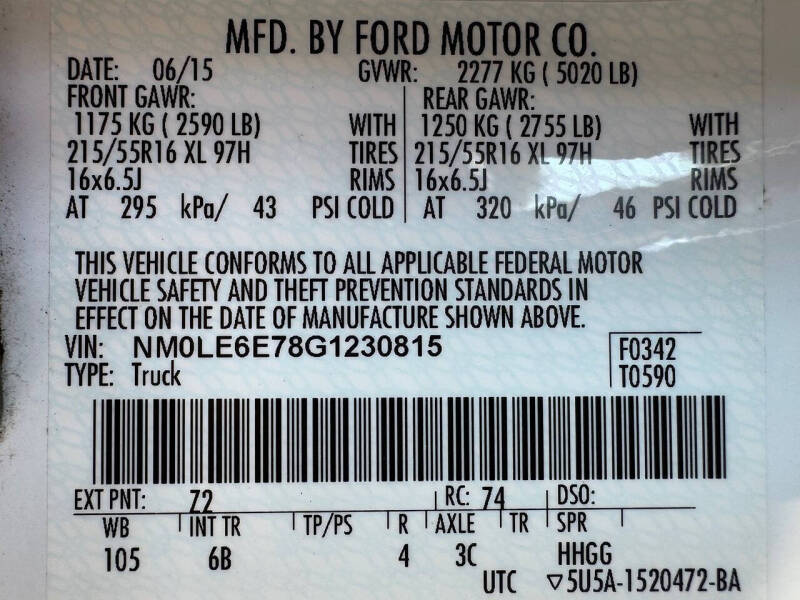 MFD. BY FORD MOTOR CO.
DATE: 06/15 GVWR: 2277 KG ( 5020 LB)
FRONT GAWR: REAR GAWR:
1175 KG ( 2590 LB) WITH 1250 KG ( 2755 LB) WITH
215/55R16 XL 97H TIRES 215/55R16 XL 97H TIRES
16x6.5J RIMS 16x6.5J RIMS
AT 295 kPa/ 43 PSI COLD AT 320 kPa/ 46 PSI COLD
THIS VEHICLE CONFORMS TO ALL APPLICABLE FEDERAL MOTOR
VEHICLE SAFETY AND THEFT PREVENTION STANDARDS IN
EFFECT ON THE DATE OF MANUFACTURE SHOWN ABOVE.
VIN: NM0LE6E78G1230815 F0342
TYPE: Truck T0590
EXT PNT: Z2 RC: 74 DSO:
WB INT TR TP/PS R AXLE TR SPR
105 6B 4 3C HHGG
UTC ▽5U5A-1520472-BA